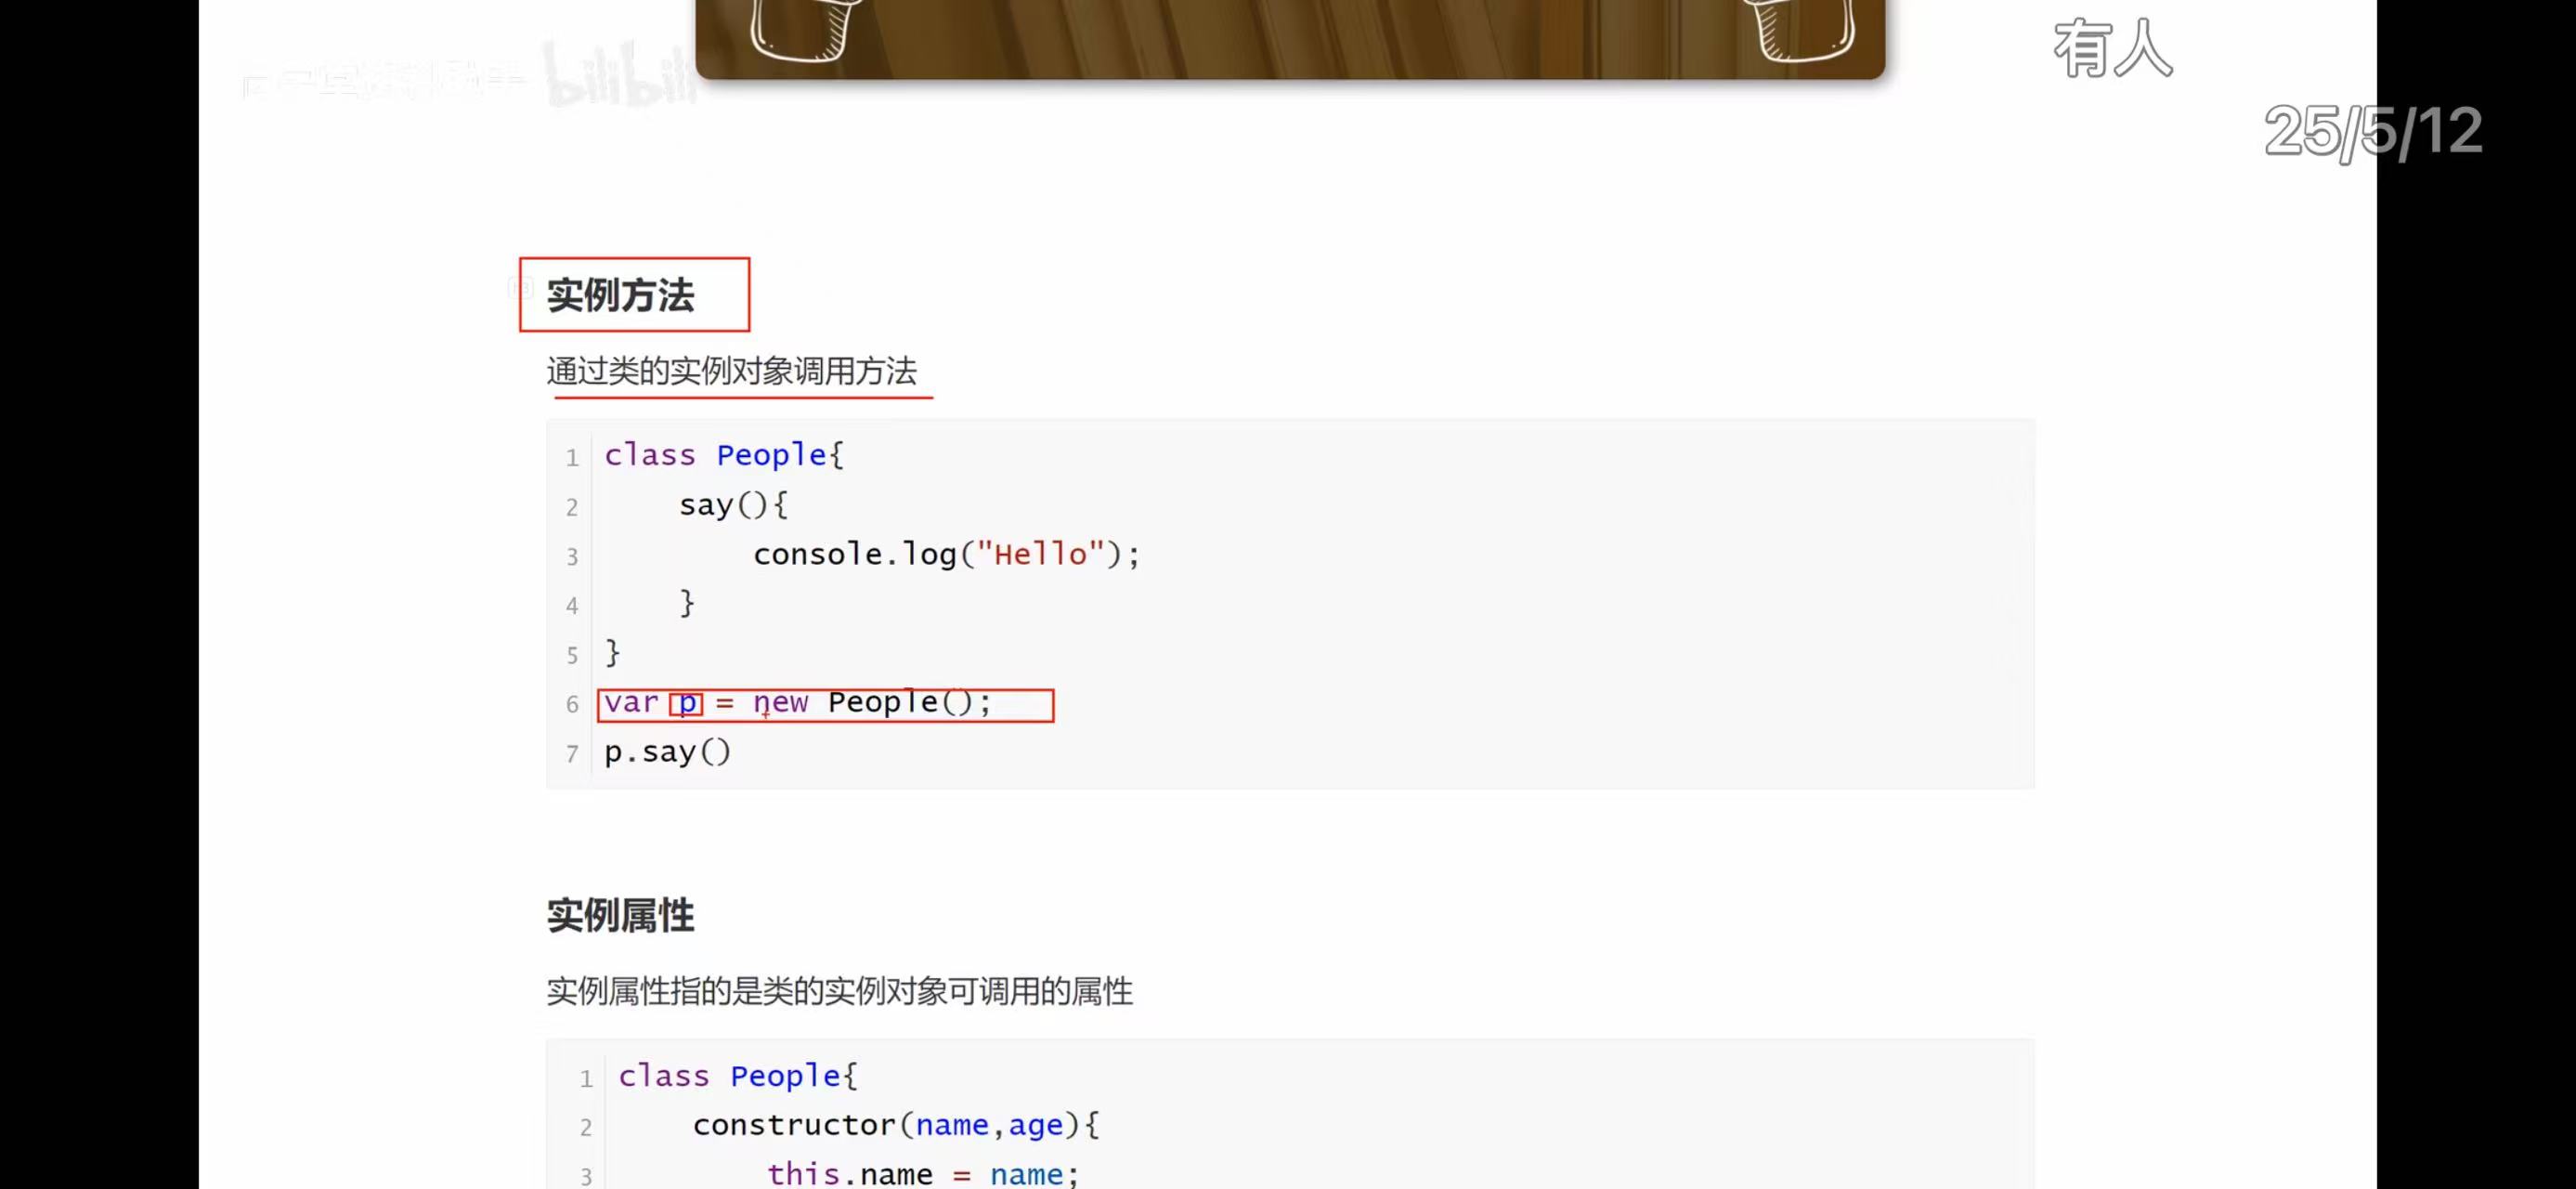 bilibili
有人
25/5/12
实例方法
通过类的实例对象调用方法
1 class People{
2 say(){
3 console.log("Hello");
4 }
5 }
6 var p = new People();
7 p.say()
实例属性
实例属性指的是类的实例对象可调用的属性
1 class People{
2 constructor(name,age){
3 this.name = name;